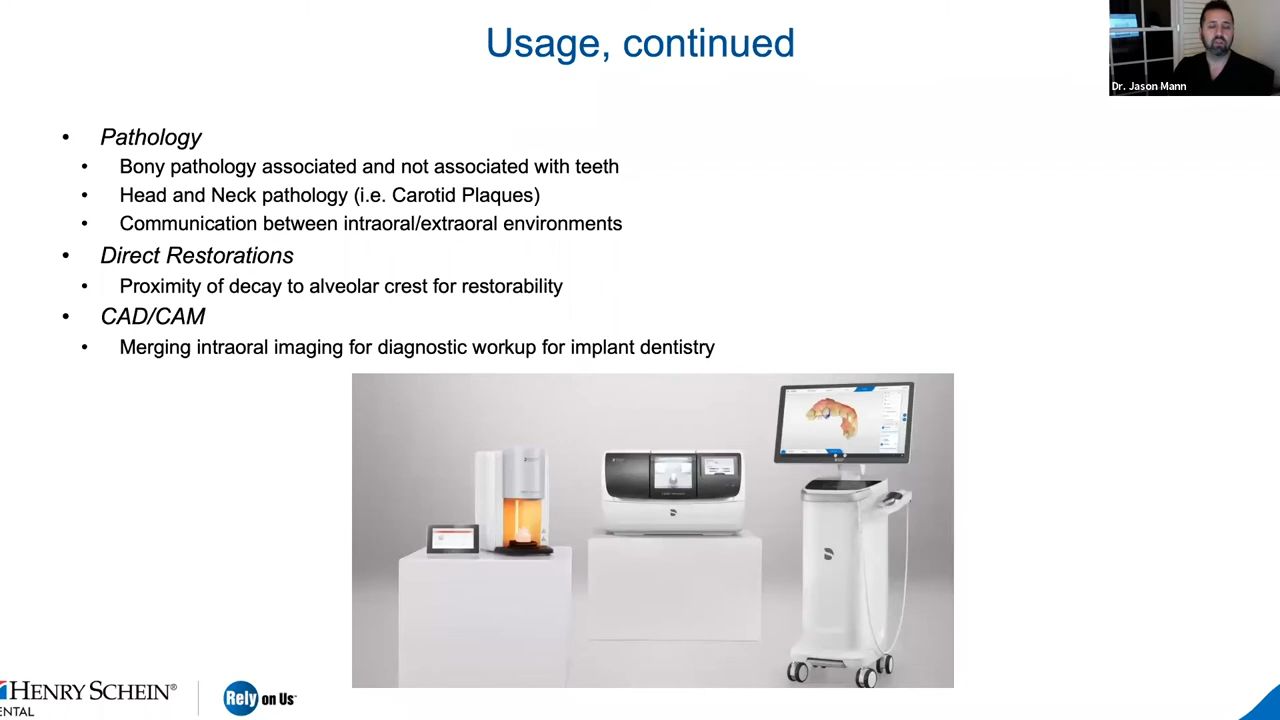 Usage, continued
Dr. Jason Mann
• Pathology
• Bony pathology associated and not associated with teeth
• Head and Neck pathology (i.e. Carotid Plaques)
• Communication between intraoral/extraoral environments
• Direct Restorations
• Proximity of decay to alveolar crest for restorability
• CAD/CAM
• Merging intraoral imaging for diagnostic workup for implant dentistry
HENRY SCHEIN®
ENTAL
Rely on Us™